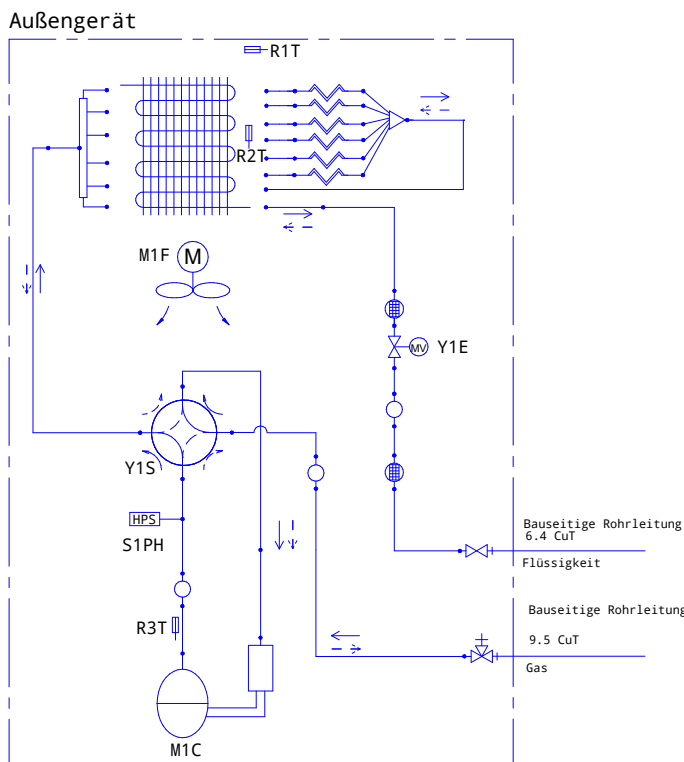 Außengerät
R1T
R2T
M1F
M
MV
Y1E
Y1S
HPS
S1PH
Bauseitige Rohrleitung
6.4 CuT
Flüssigkeit
Bauseitige Rohrleitung
9.5 CuT
Gas
R3T
M1C